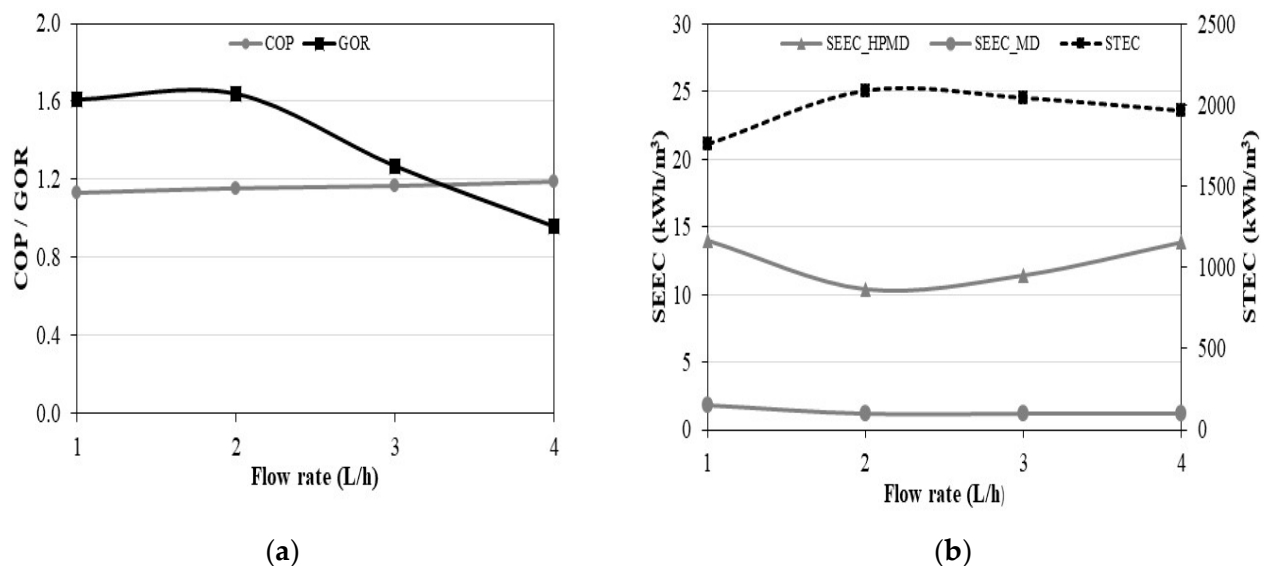 2.0
1.6
1.2
0.8
0.4
0.0
COP / GOR
COP GOR
1 2 3 4
Flow rate (L/h)
(a)
30
25
20
15
10
5
0
SEEC (kWh/m³)
SEEC_HPMD SEEC_MD STEC
2500
2000
1500
1000
500
0
STEC (kWh/m³)
1 2 3 4
Flow rate (L/h)
(b)